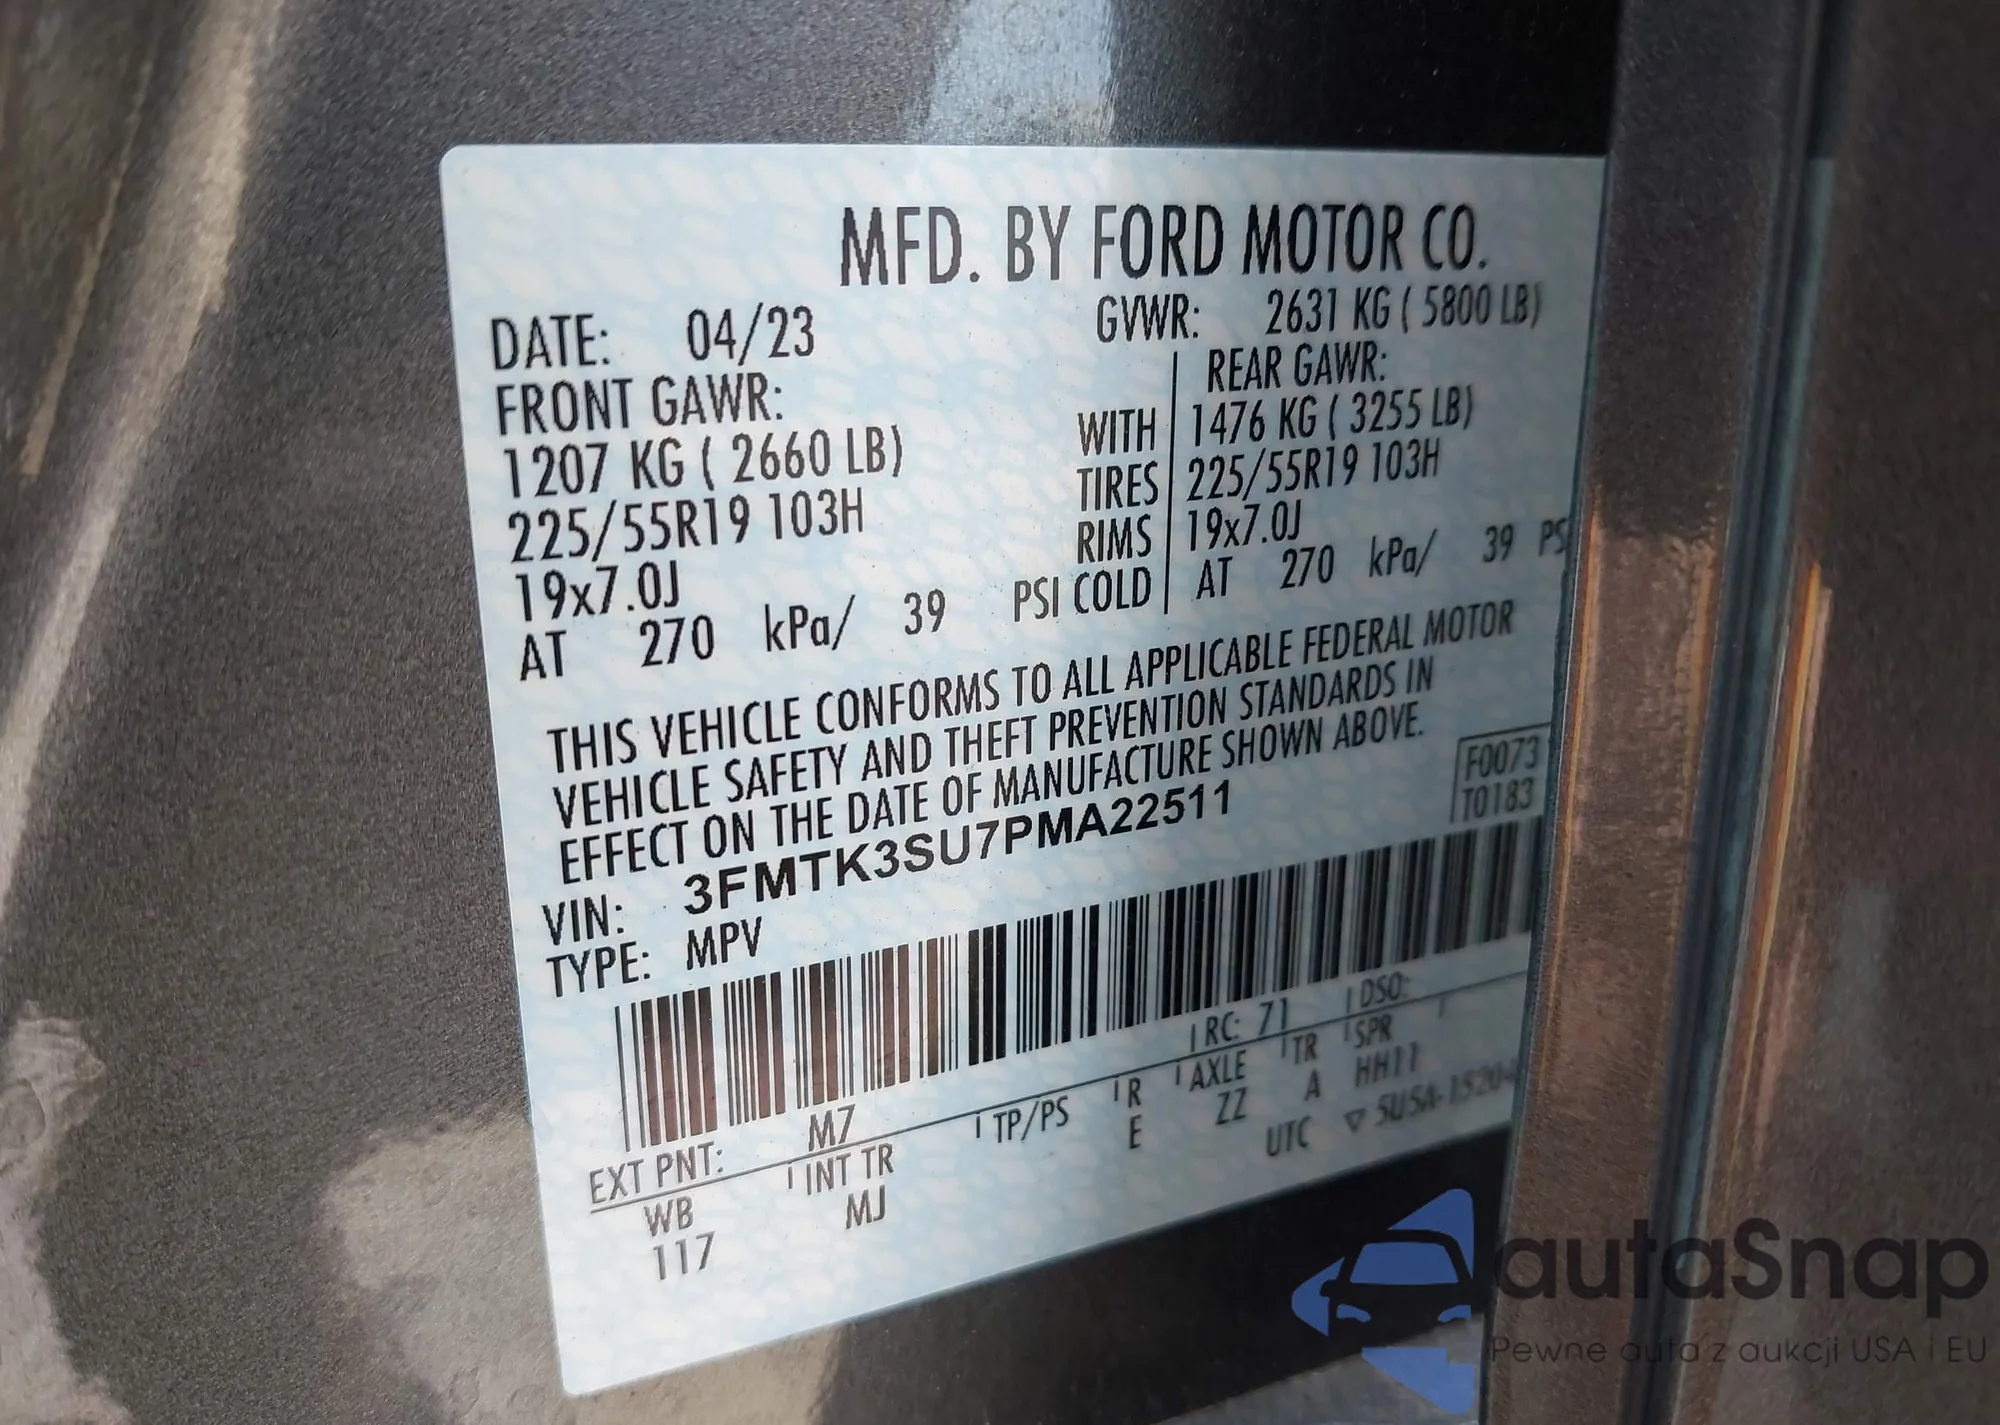 MFD. BY FORD MOTOR CO.
DATE: 04/23 GVWR: 2631 KG ( 5800 LB)
FRONT GAWR: REAR GAWR:
1207 KG ( 2660 LB) WITH 1476 KG ( 3255 LB)
225/55R19 103H TIRES 225/55R19 103H
19x7.0J RIMS 19x7.0J
AT 270 kPa/ 39 PSI COLD AT 270 kPa/ 39 PS
THIS VEHICLE CONFORMS TO ALL APPLICABLE FEDERAL MOTOR
VEHICLE SAFETY AND THEFT PREVENTION STANDARDS IN
EFFECT ON THE DATE OF MANUFACTURE SHOWN ABOVE.
F0073
T0183
VIN: 3FMTK3SU7PMA22511
TYPE: MPV
EXT PNT: M7 RC: 71 DSO:
WB INT TR TP/PS R AXLE TR SPR
117 MJ E ZZ A HH11
UTC ▽ 5U5A-15204
autaSnap
Pewne auta z aukcji USA i EU